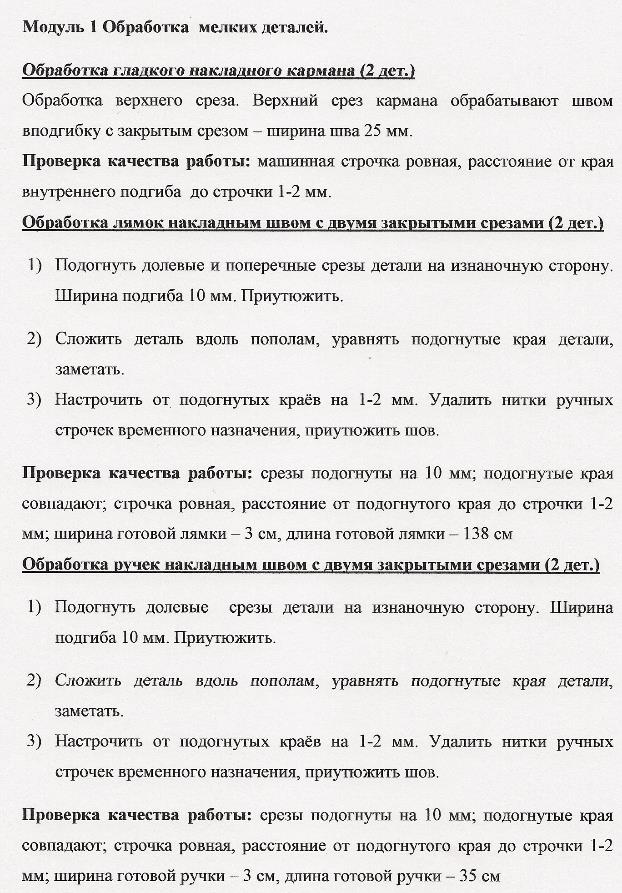 Модуль 1 Обработка мелких деталей.
Обработка гладкого накладного кармана (2 дет.)
Обработка верхнего среза. Верхний срез кармана обрабатывают швом
вподгибку с закрытым срезом – ширина шва 25 мм.
Проверка качества работы: машинная строчка ровная, расстояние от края
внутреннего подгиба до строчки 1-2 мм.
Обработка лямок накладным швом с двумя закрытыми срезами (2 дет.)
1) Подогнуть долевые и поперечные срезы детали на изнаночную сторону.
Ширина подгиба 10 мм. Приутюжить.
2) Сложить деталь вдоль пополам, уравнять подогнутые края детали,
заметать.
3) Настрочить от подогнутых краёв на 1-2 мм. Удалить нитки ручных
строчек временного назначения, приутюжить шов.
Проверка качества работы: срезы подогнуты на 10 мм; подогнутые края
совпадают; строчка ровная, расстояние от подогнутого края до строчки 1-2
мм; ширина готовой лямки – 3 см, длина готовой лямки – 138 см
Обработка ручек накладным швом с двумя закрытыми срезами (2 дет.)
1) Подогнуть долевые срезы детали на изнаночную сторону. Ширина
подгиба 10 мм. Приутюжить.
2) Сложить деталь вдоль пополам, уравнять подогнутые края детали,
заметать.
3) Настрочить от подогнутых краёв на 1-2 мм. Удалить нитки ручных
строчек временного назначения, приутюжить шов.
Проверка качества работы: срезы подогнуты на 10 мм; подогнутые края
совпадают; строчка ровная, расстояние от подогнутого края до строчки 1-2
мм; ширина готовой ручки – 3 см, длина готовой ручки – 35 см